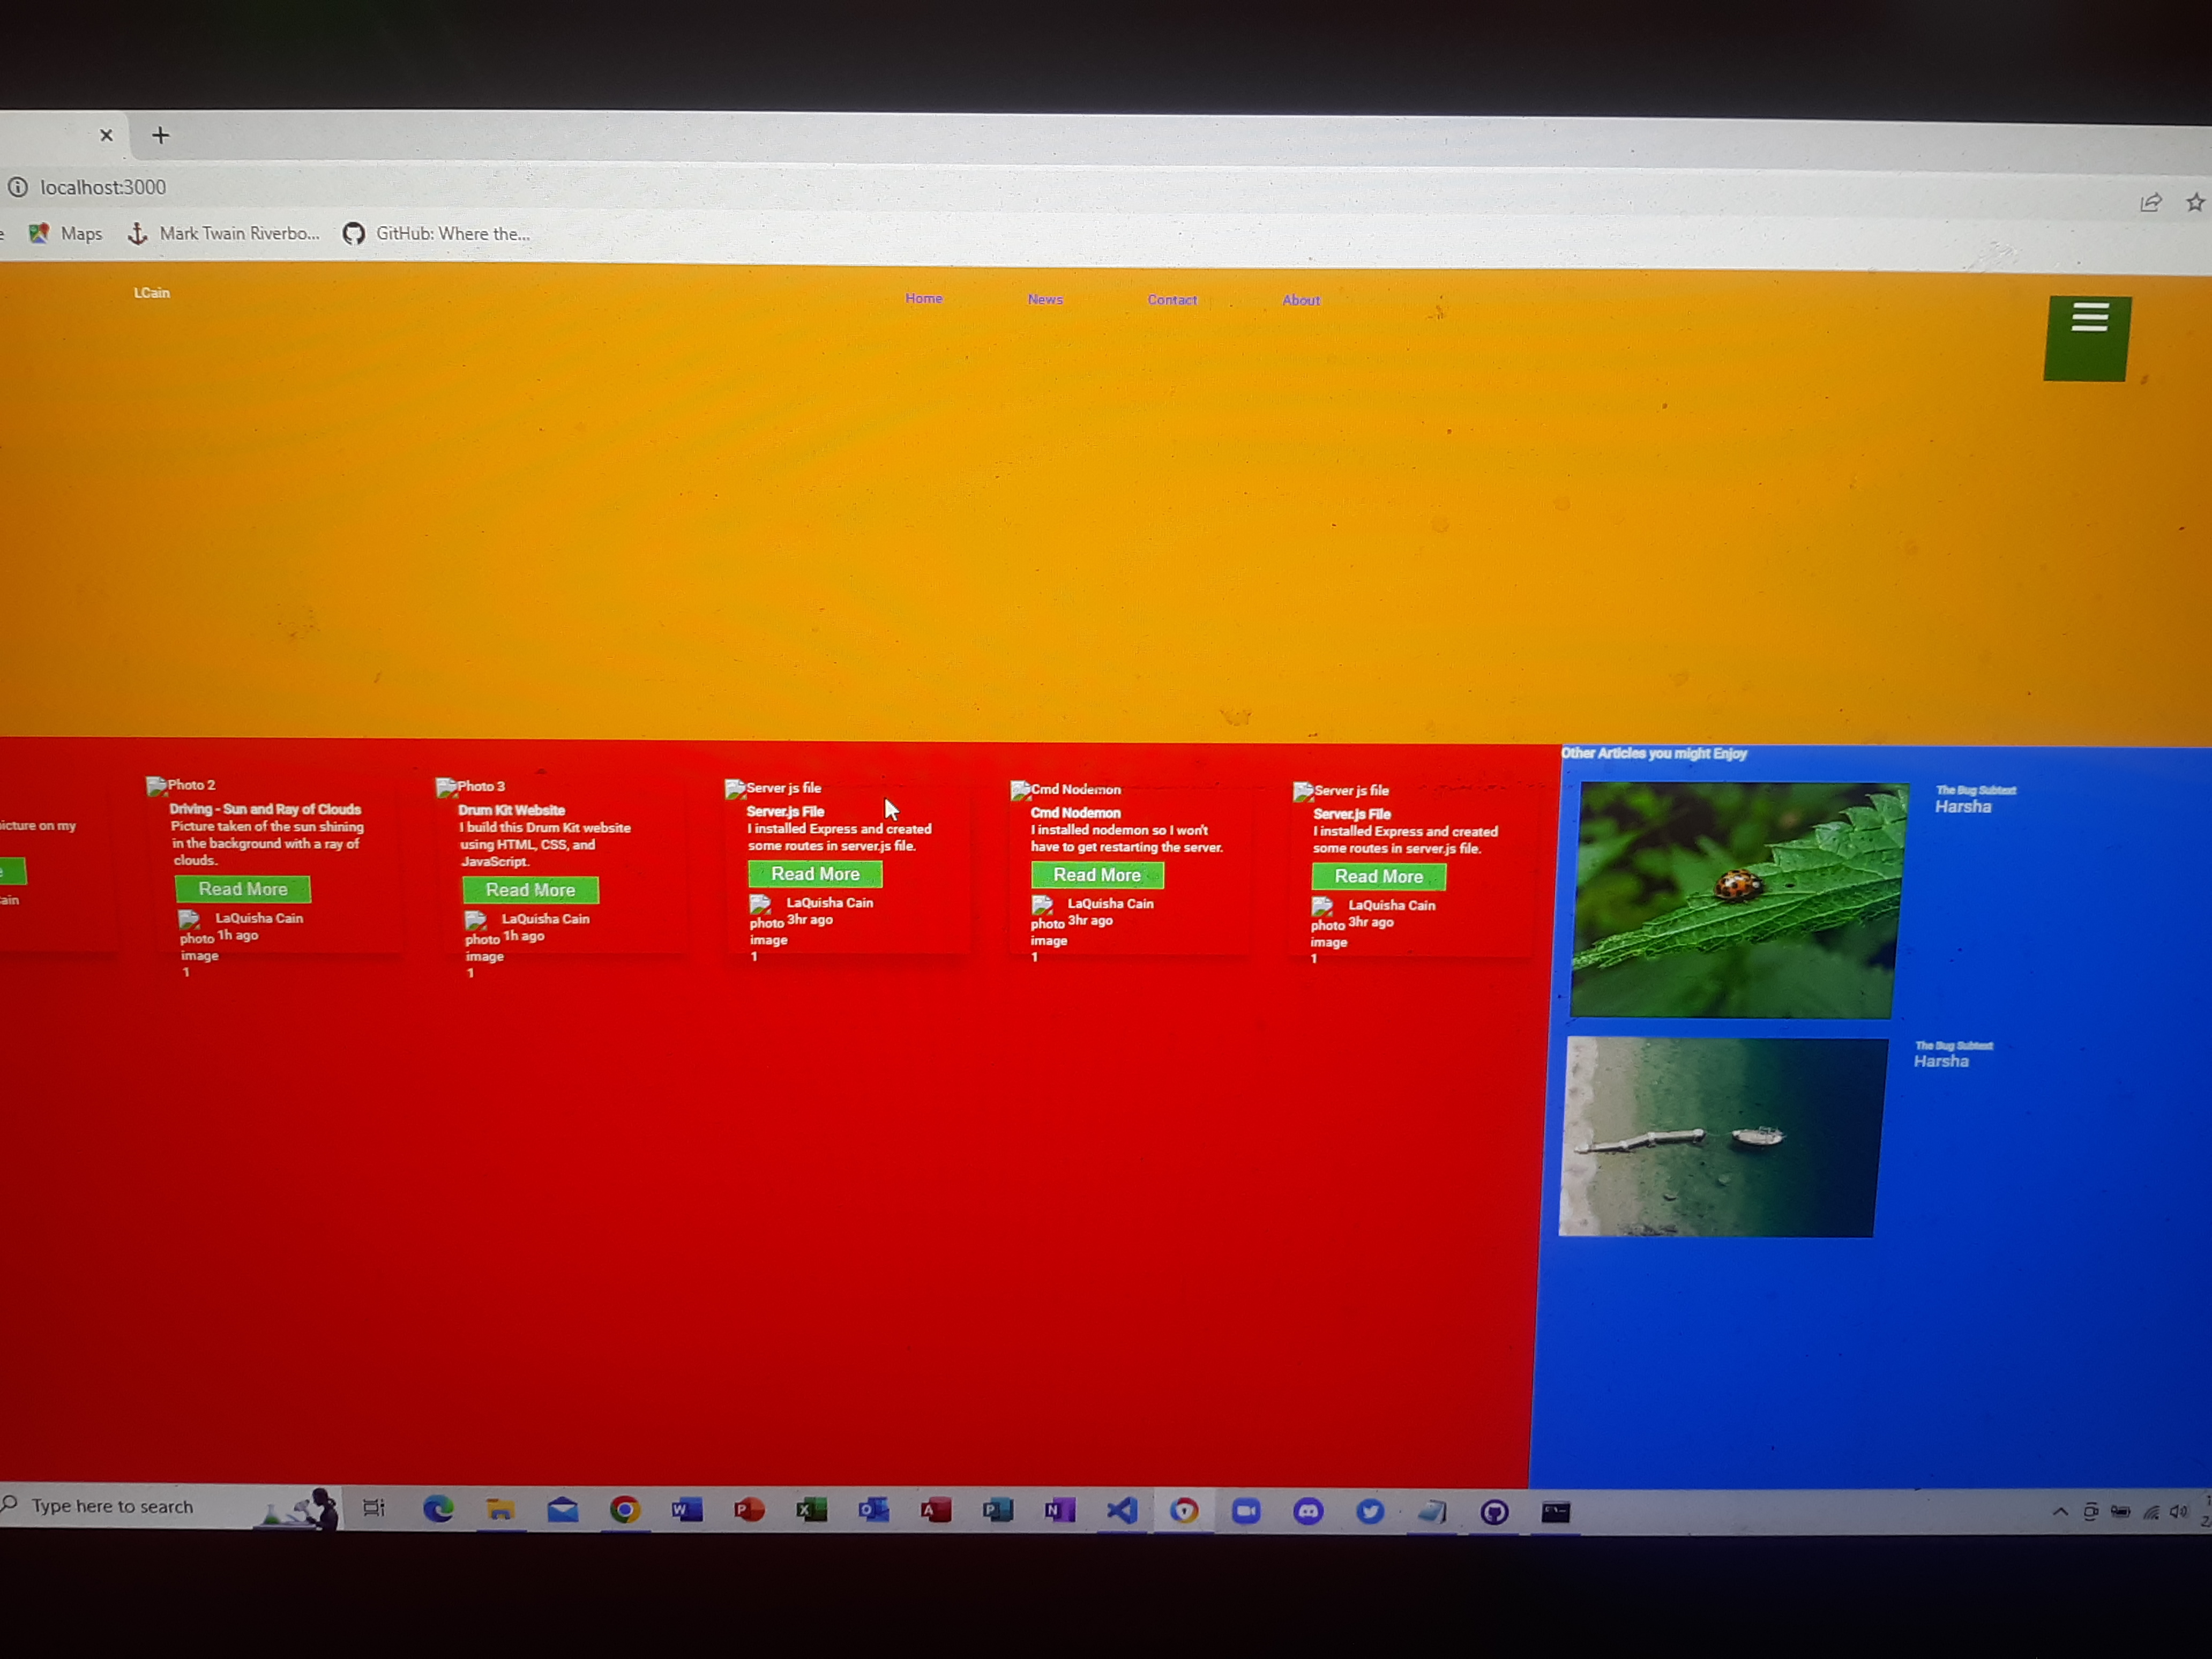 localhost:3000
Maps
Mark Twain Riverbo...
GitHub: Where the...
LCain
Home
News
Contact
About
Other Articles you might Enjoy
icture on my
ain
Photo 2
Driving - Sun and Ray of Clouds
Picture taken of the sun shining
in the background with a ray of
clouds.
Read More
LaQuisha Cain
photo 1h ago
image
1
Photo 3
Drum Kit Website
I build this Drum Kit website
using HTML, CSS, and
JavaScript.
Read More
LaQuisha Cain
photo 1h ago
image
1
Server js file
Server.js File
I installed Express and created
some routes in server.js file.
Read More
LaQuisha Cain
photo 3hr ago
image
1
Cmd Nodemon
Cmd Nodemon
I installed nodemon so I won't
have to get restarting the server.
Read More
LaQuisha Cain
photo 3hr ago
image
1
Server js file
Server.js File
I installed Express and created
some routes in server.js file.
Read More
LaQuisha Cain
photo 3hr ago
image
1
The Bug Subtext
Harsha
The Bug Subtext
Harsha
Type here to search